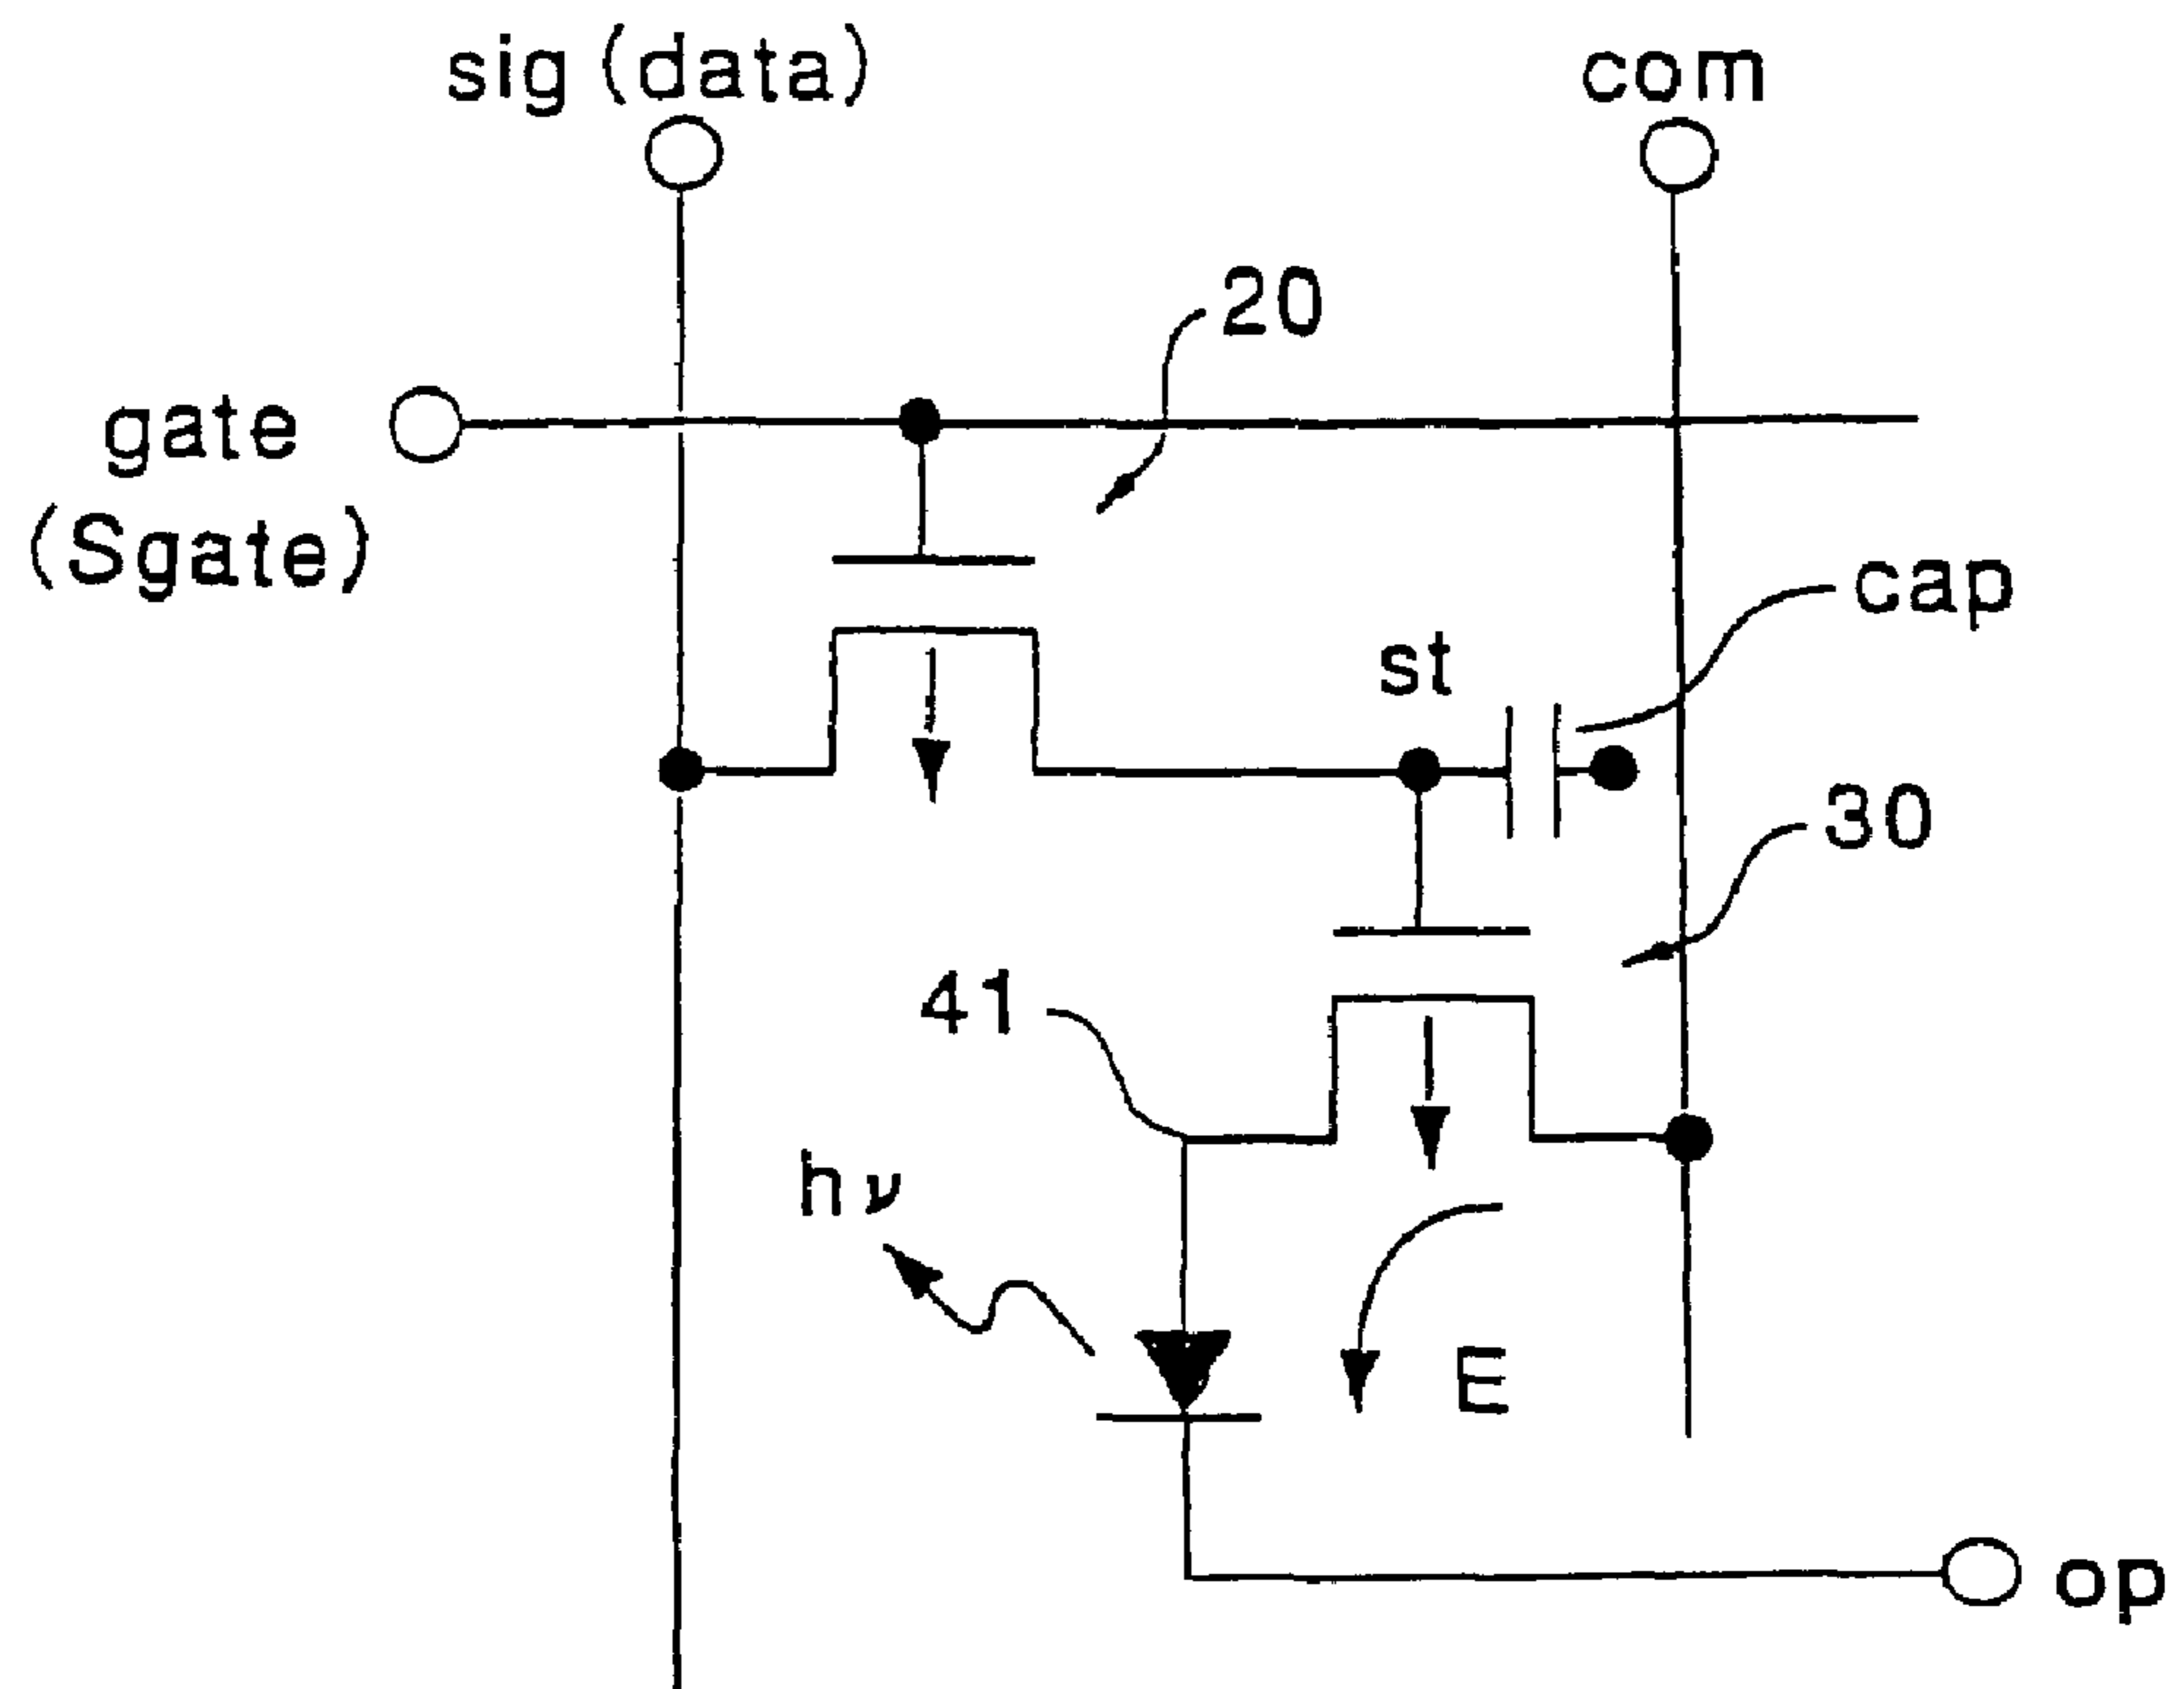 sig (data)
com
20
gate
(Sgate)
cap
st
30
41
hν
E
op